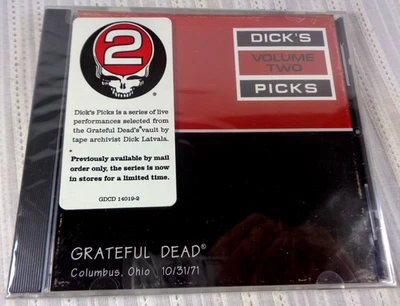 2
DICK'S
VOLUME TWO
PICKS
Dick's Picks is a series of live
performances selected from
the Grateful Dead's vault by
tape archivist Dick Latvala.
Previously available by mail
order only, the series is now
in stores for a limited time.
GDCD 14019-2
GRATEFUL DEAD®
Columbus, Ohio 10/31/71